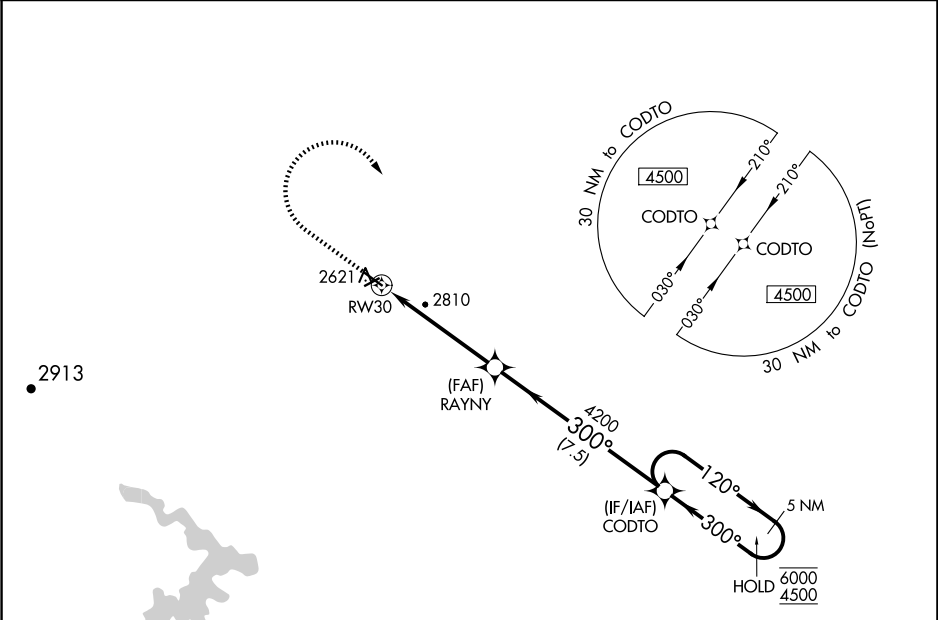 30 NM to CODTO
4500
210°
CODTO
030°
210°
CODTO
4500
030°
30 NM to CODTO (NoPT)
2621
RW30
2810
2913
(FAF)
RAYNY
4200
300°
(7.5)
(IF/IAF)
CODTO
120°
5 NM
300°
HOLD
6000
4500